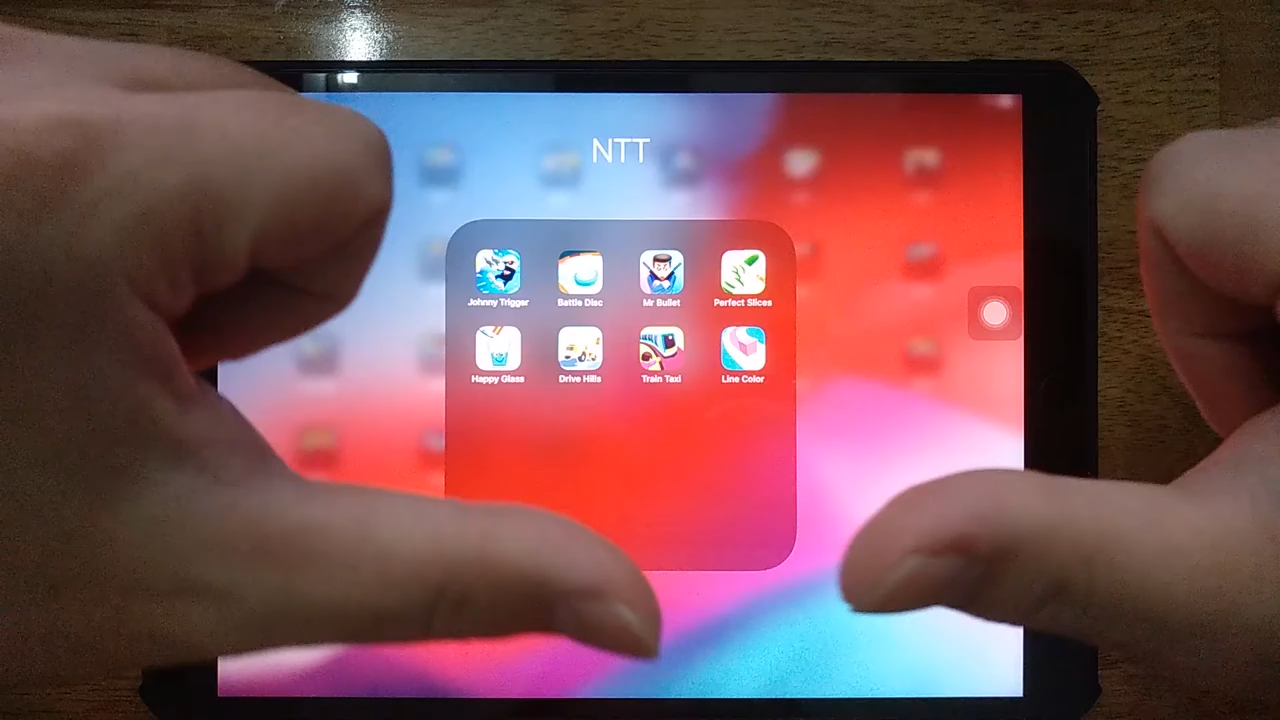 NTT
Johnny Trigger Battle Disc Mr Bullet Perfect Slices
Happy Glass Drive Hills Train Taxi Line Color